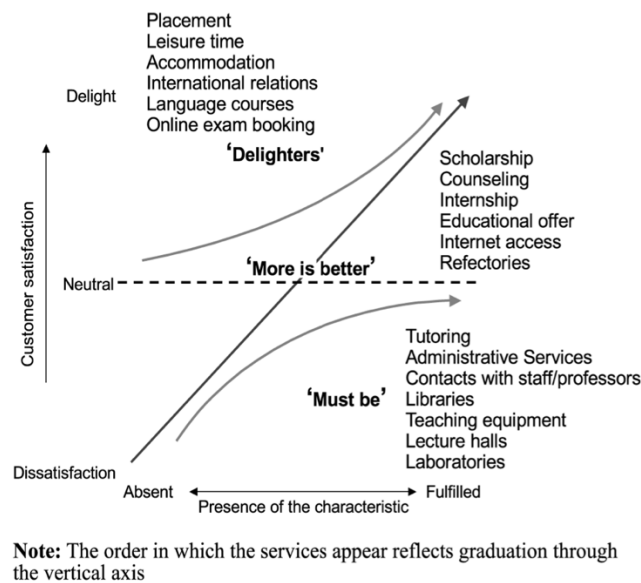 Placement
Leisure time
Accommodation
International relations
Language courses
Online exam booking
Delight
'Delighters'
Scholarship
Counseling
Internship
Educational offer
Internet access
Refectories
Customer satisfaction
'More is better'
Neutral
Tutoring
Administrative Services
Contacts with staff/professors
Libraries
Teaching equipment
Lecture halls
Laboratories
'Must be'
Dissatisfaction
Absent
Fulfilled
Presence of the characteristic
Note: The order in which the services appear reflects graduation through
the vertical axis